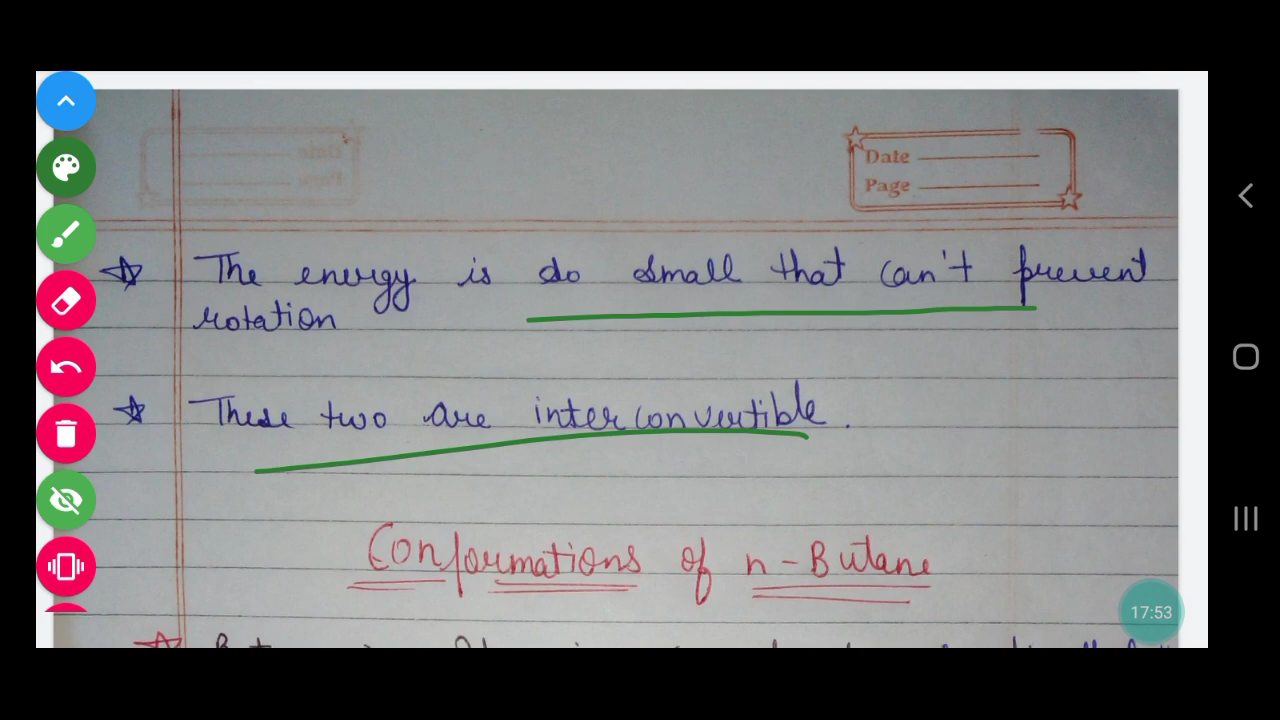 Date
Page
The energy is so small that can't prevent
rotation
These two are interconvertible.
Conformations of n-Butane
17:53